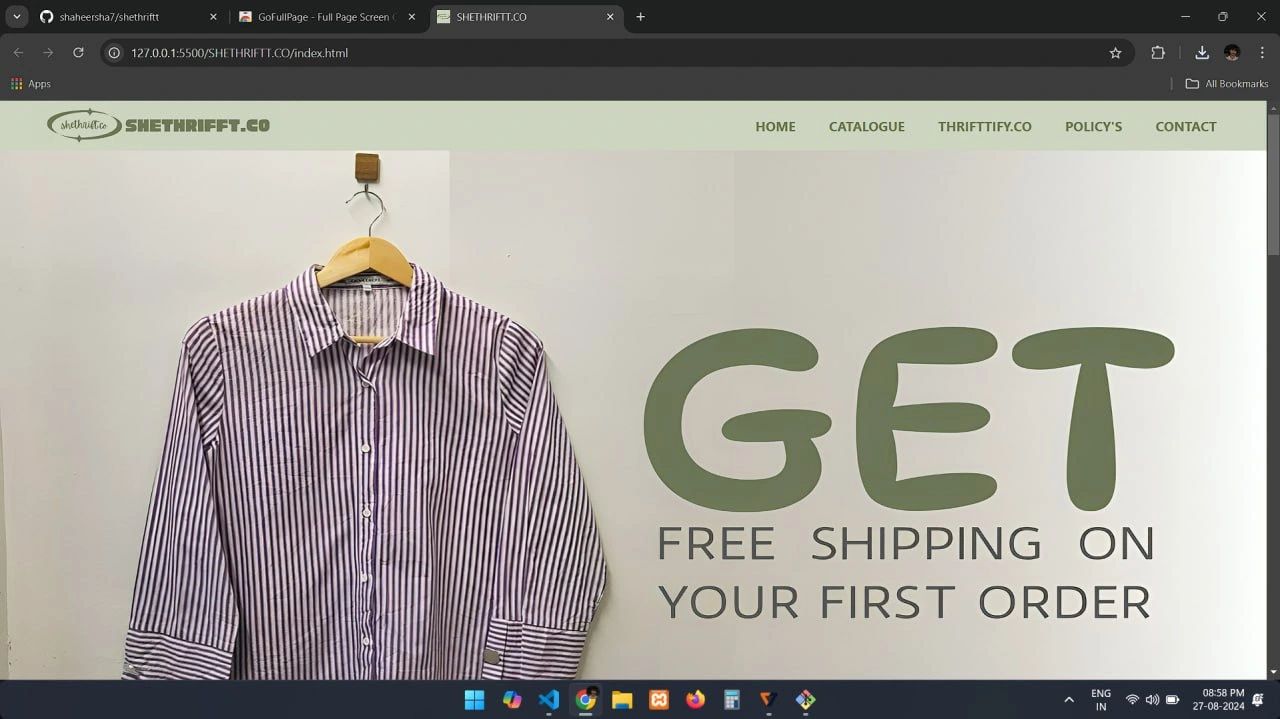 shaheersha7/shethriftt
GoFullPage - Full Page Screen C
SHETHRIFTT.CO
127.0.0.1:5500/SHETHRIFTT.CO/index.html
Apps
All Bookmarks
shethrift.co
SHETHRIFFT.CO
HOME
CATALOGUE
THRIFTTIFY.CO
POLICY'S
CONTACT
GET
FREE SHIPPING ON
YOUR FIRST ORDER
ENG
IN
08:58 PM
27-08-2024